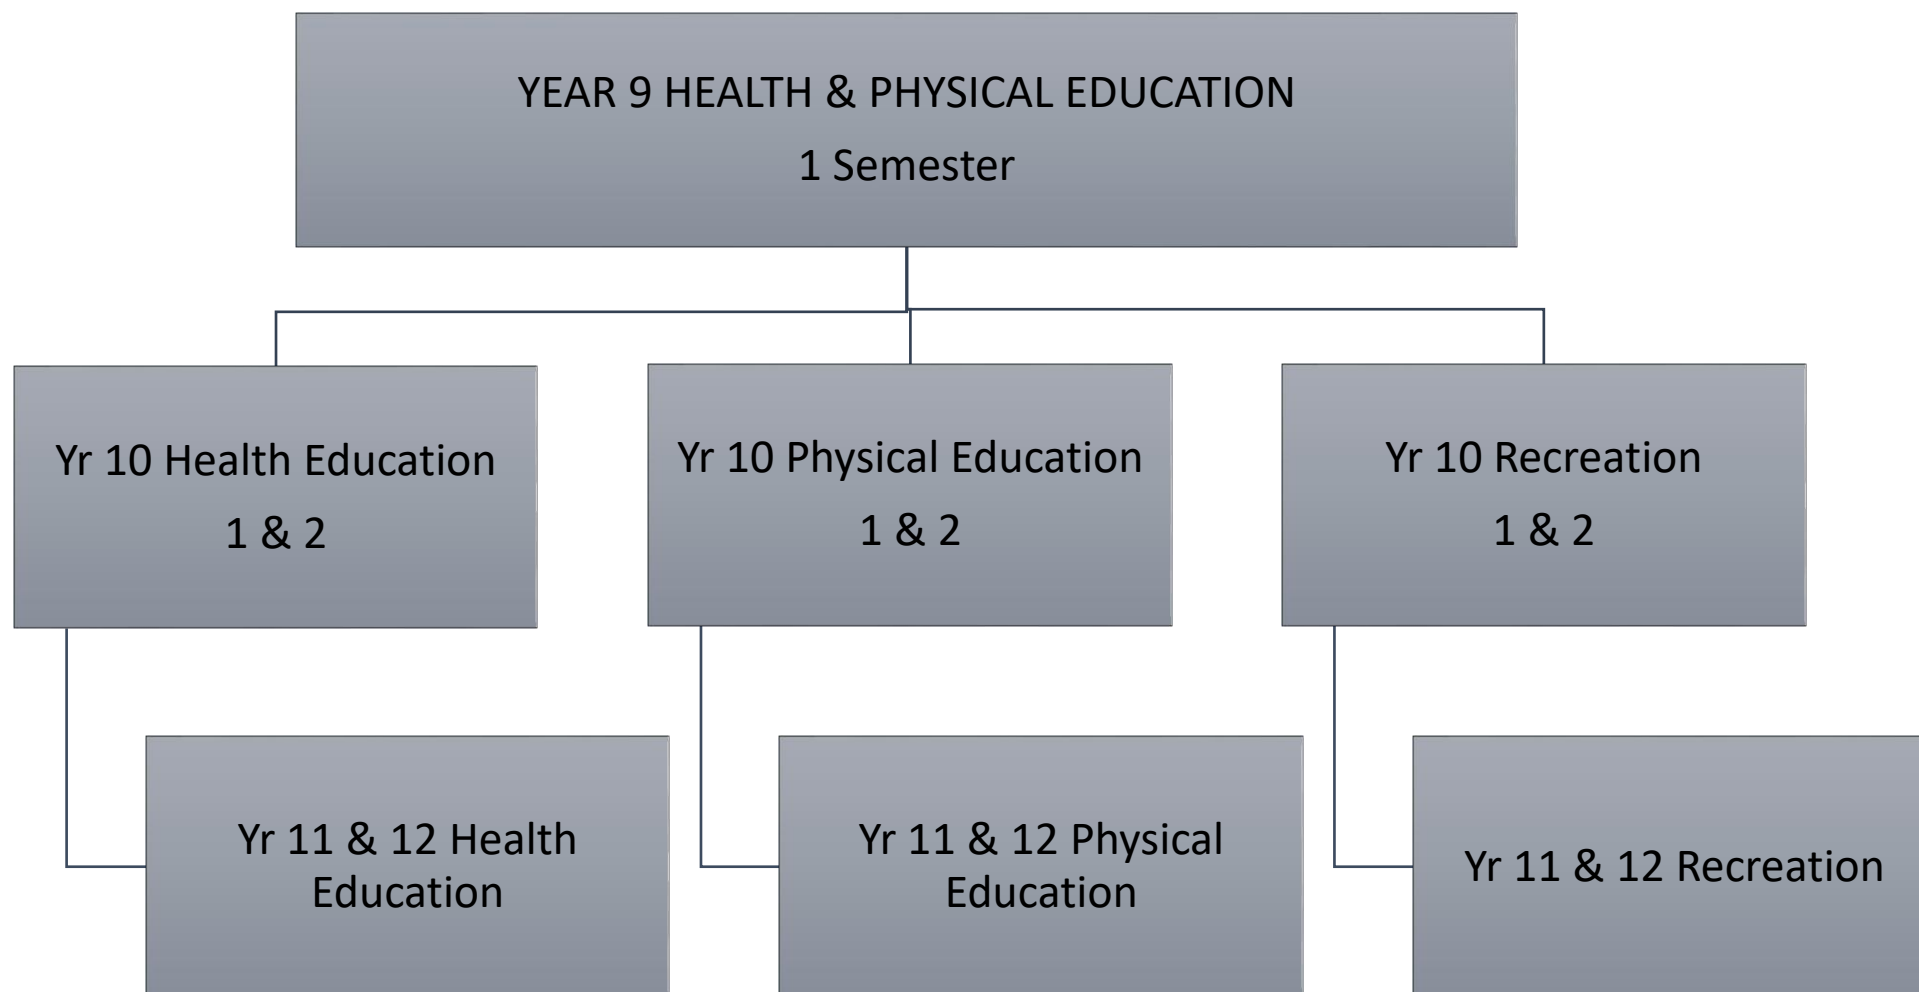 YEAR 9 HEALTH & PHYSICAL EDUCATION
1 Semester
Yr 10 Health Education
1 & 2
Yr 10 Physical Education
1 & 2
Yr 10 Recreation
1 & 2
Yr 11 & 12 Health
Education
Yr 11 & 12 Physical
Education
Yr 11 & 12 Recreation